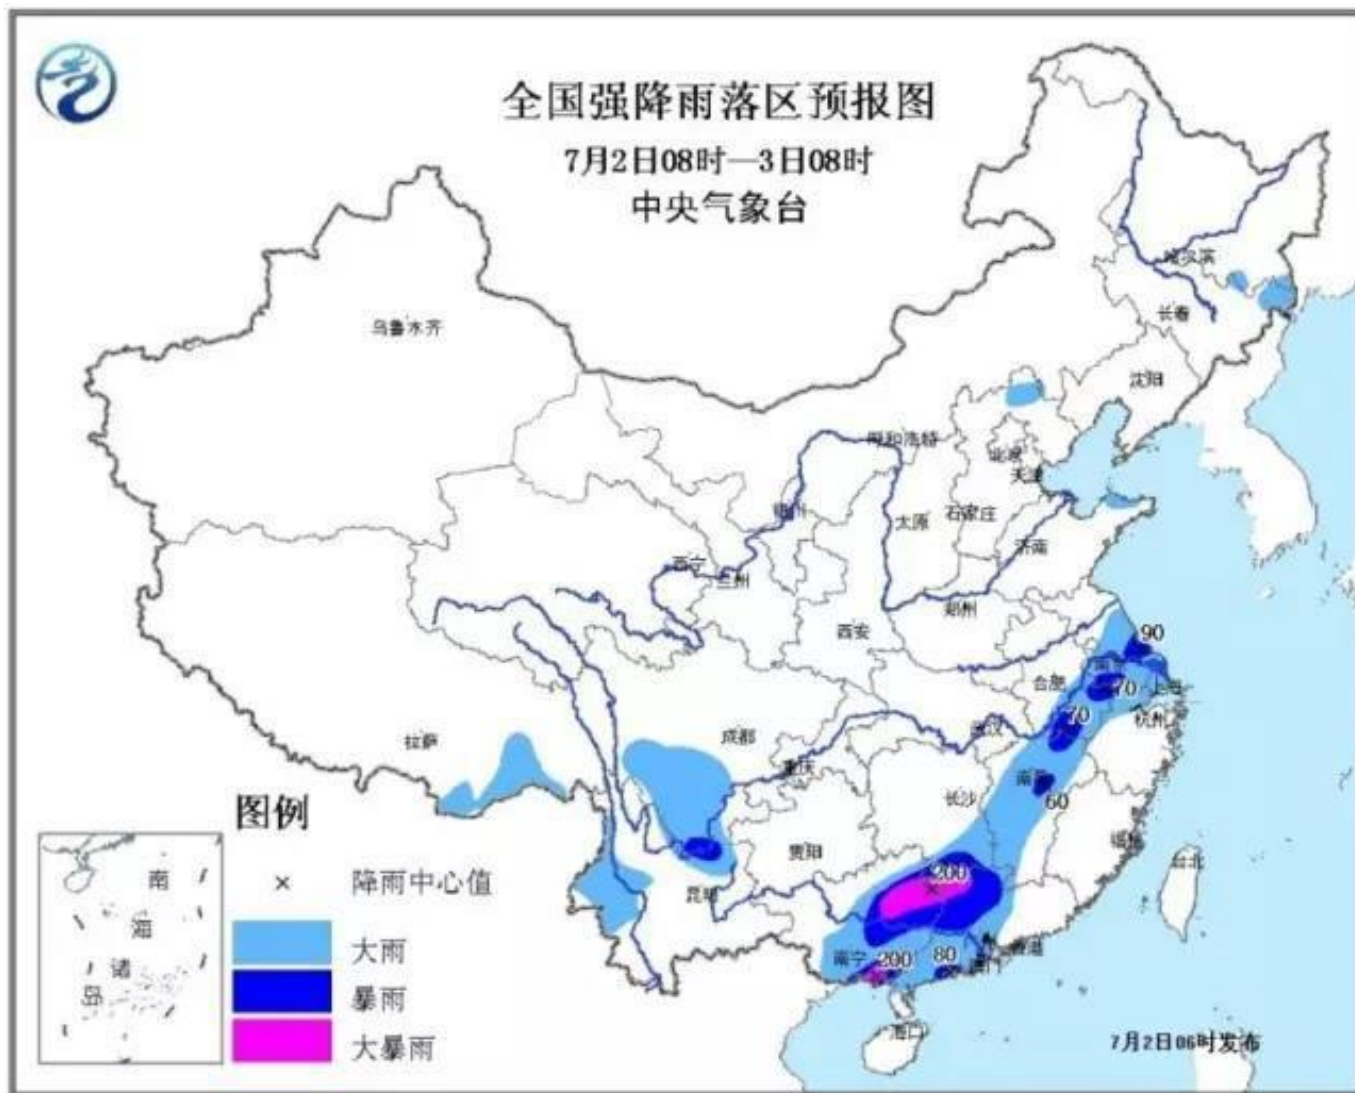 全国强降雨落区预报图
7月2日08时—3日08时
中央气象台
哈尔滨
长春
乌鲁木齐
沈阳
呼和浩特
北京
天津
银川
太原
石家庄
济南
西宁
兰州
郑州
西安
90
南京
合肥
70
上海
70
杭州
武汉
拉萨
成都
重庆
南昌
长沙
60
贵阳
福州
台北
200
昆明
南宁
200
80
香港
澳门
海口
图例
× 降雨中心值
大雨
暴雨
大暴雨
南
海
诸
岛
7月2日06时发布